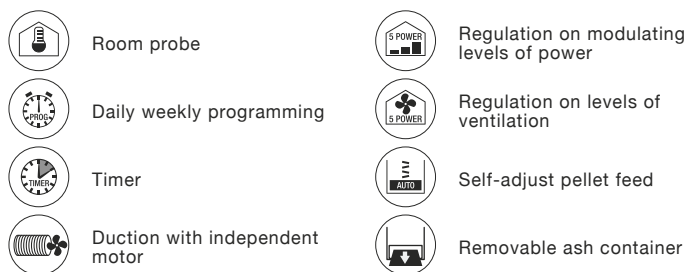 Room probe
PROG.
Daily weekly programming
TIMER
Timer
Duction with independent
motor
5 POWER
Regulation on modulating
levels of power
5 POWER
Regulation on levels of
ventilation
AUTO
Self-adjust pellet feed
Removable ash container